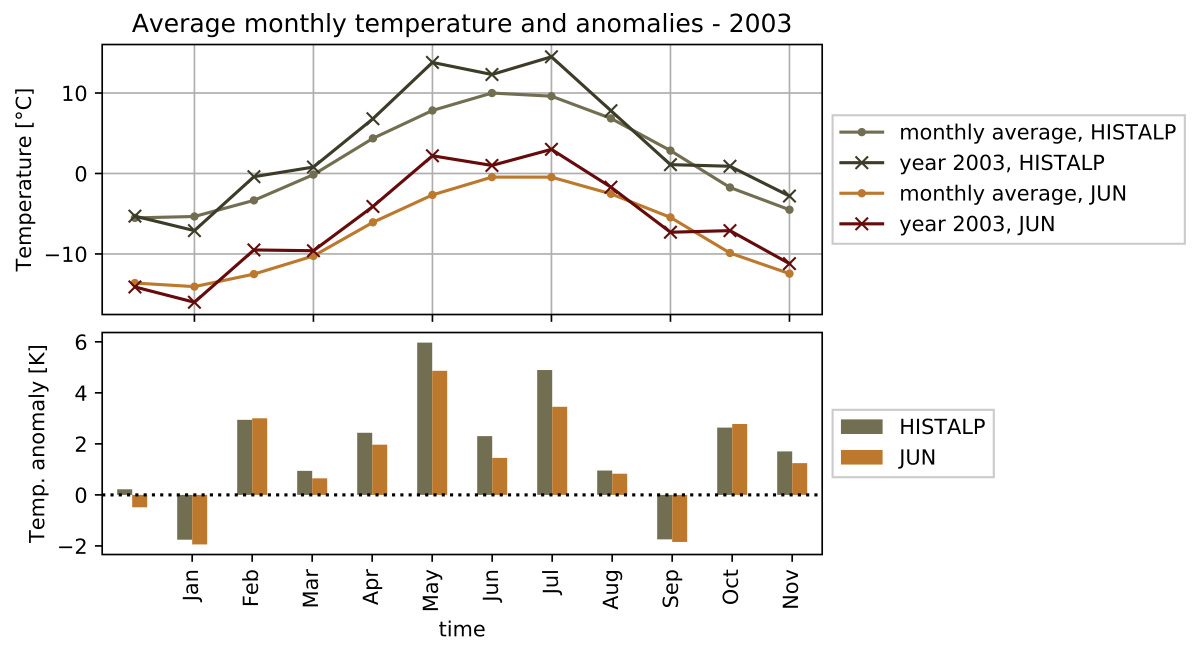 Average monthly temperature and anomalies - 2003
Temperature [°C]
10
0
−10
monthly average, HISTALP
year 2003, HISTALP
monthly average, JUN
year 2003, JUN
Temp. anomaly [K]
6
4
2
0
−2
HISTALP
JUN
Jan
Feb
Mar
Apr
May
Jun
Jul
Aug
Sep
Oct
Nov
time